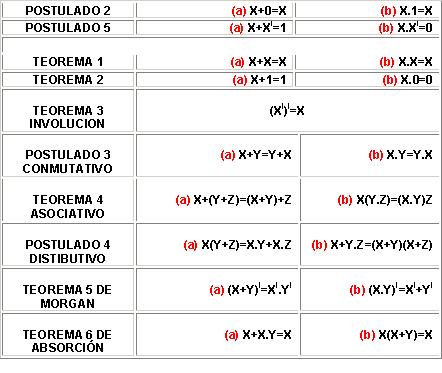 POSTULADO 2 (a) X+0=X (b) X.1=X
POSTULADO 5 (a) X+X^I=1 (b) X.X^I=0
TEOREMA 1 (a) X+X=X (b) X.X=X
TEOREMA 2 (a) X+1=1 (b) X.0=0
TEOREMA 3
INVOLUCION
(X^I)^I=X
POSTULADO 3
CONMUTATIVO
(a) X+Y=Y+X (b) X.Y=Y.X
TEOREMA 4
ASOCIATIVO
(a) X+(Y+Z)=(X+Y)+Z (b) X(Y.Z)=(X.Y)Z
POSTULADO 4
DISTIBUTIVO
(a) X(Y+Z)=X.Y+X.Z (b) X+Y.Z=(X+Y)(X+Z)
TEOREMA 5 DE
MORGAN
(a) (X+Y)^I=X^I.Y^I (b) (X.Y)^I=X^I+Y^I
TEOREMA 6 DE
ABSORCIÓN
(a) X+X.Y=X (b) X(X+Y)=X